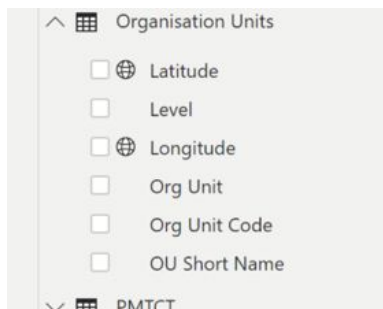 Organisation Units
Latitude
Level
Longitude
Org Unit
Org Unit Code
OU Short Name
PMTCT